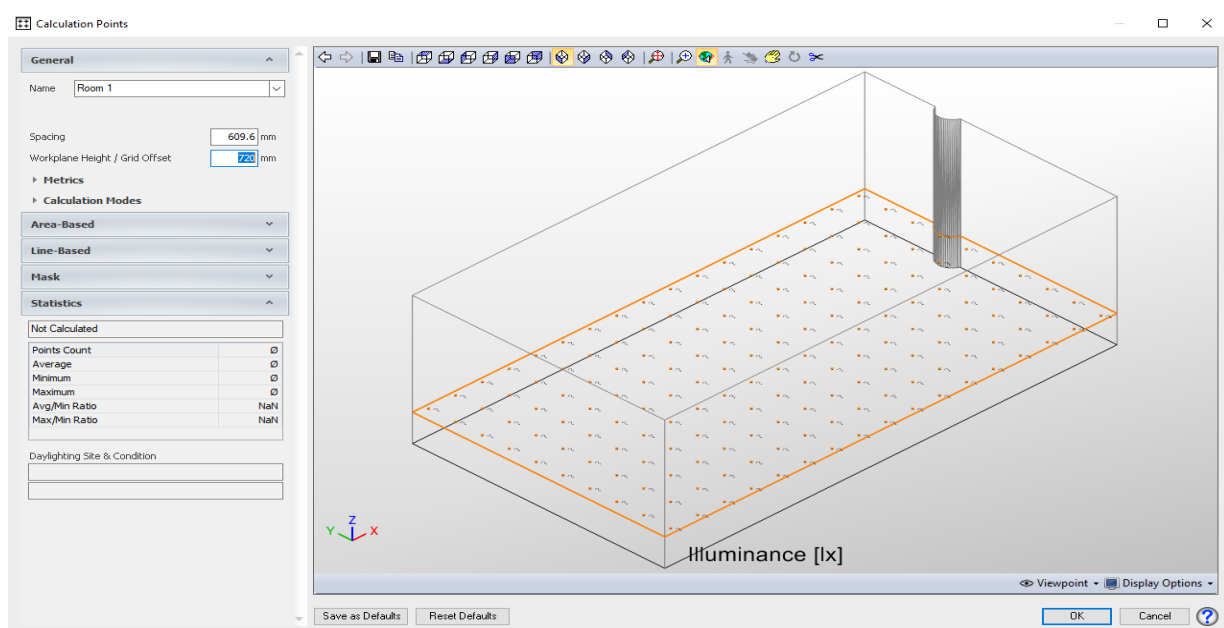 Calculation Points
General
Name Room 1
Spacing 609.6 mm
Workplane Height / Grid Offset 720 mm
Metrics
Calculation Modes
Area-Based
Line-Based
Mask
Statistics
Not Calculated
Points Count Ø
Average Ø
Minimum Ø
Maximum Ø
Avg/Min Ratio NaN
Max/Min Ratio NaN
Daylighting Site & Condition
Z
Y X
Illuminance [lx]
Viewpoint Display Options
Save as Defaults Reset Defaults OK Cancel ?